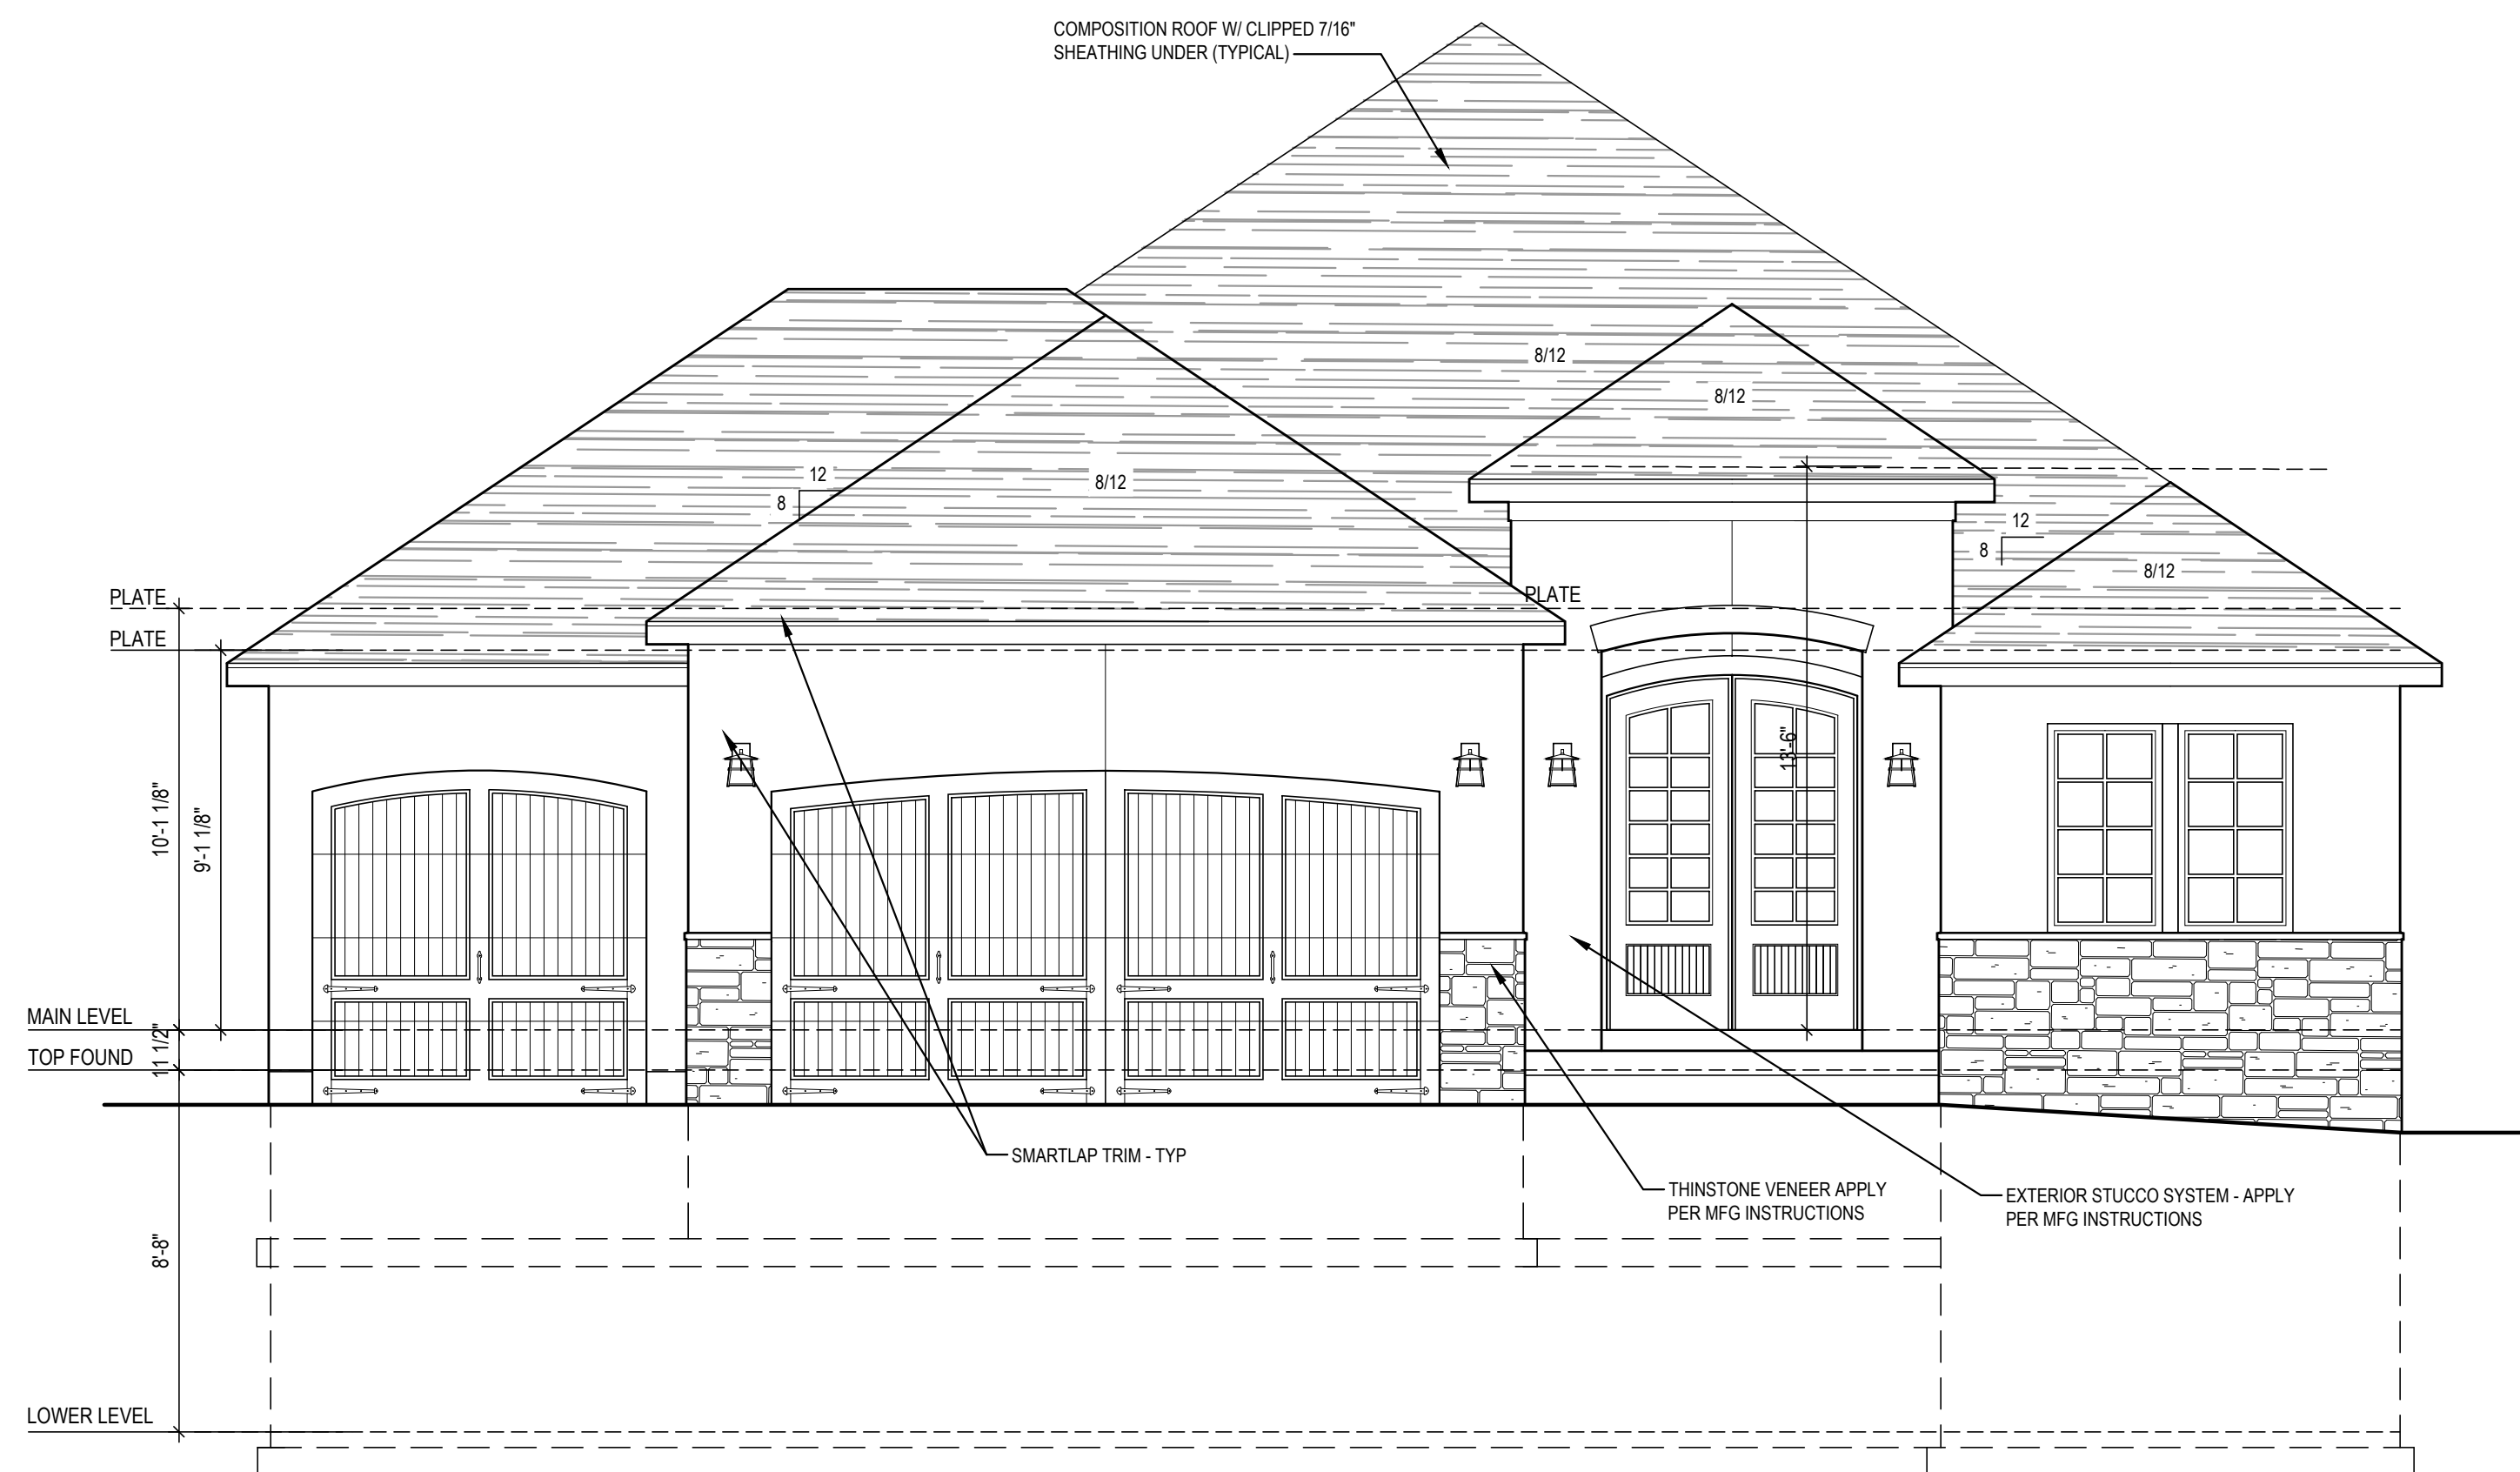 COMPOSITION ROOF W/ CLIPPED 7/16"
SHEATHING UNDER (TYPICAL)
8/12
8/12
12
8
8/12
12
8
8/12
PLATE
PLATE
PLATE
10'-1 1/8"
9'-1 1/8"
13'-6"
MAIN LEVEL
11 1/2"
TOP FOUND
SMARTLAP TRIM - TYP
THINSTONE VENEER APPLY
PER MFG INSTRUCTIONS
EXTERIOR STUCCO SYSTEM - APPLY
PER MFG INSTRUCTIONS
8'-8"
LOWER LEVEL